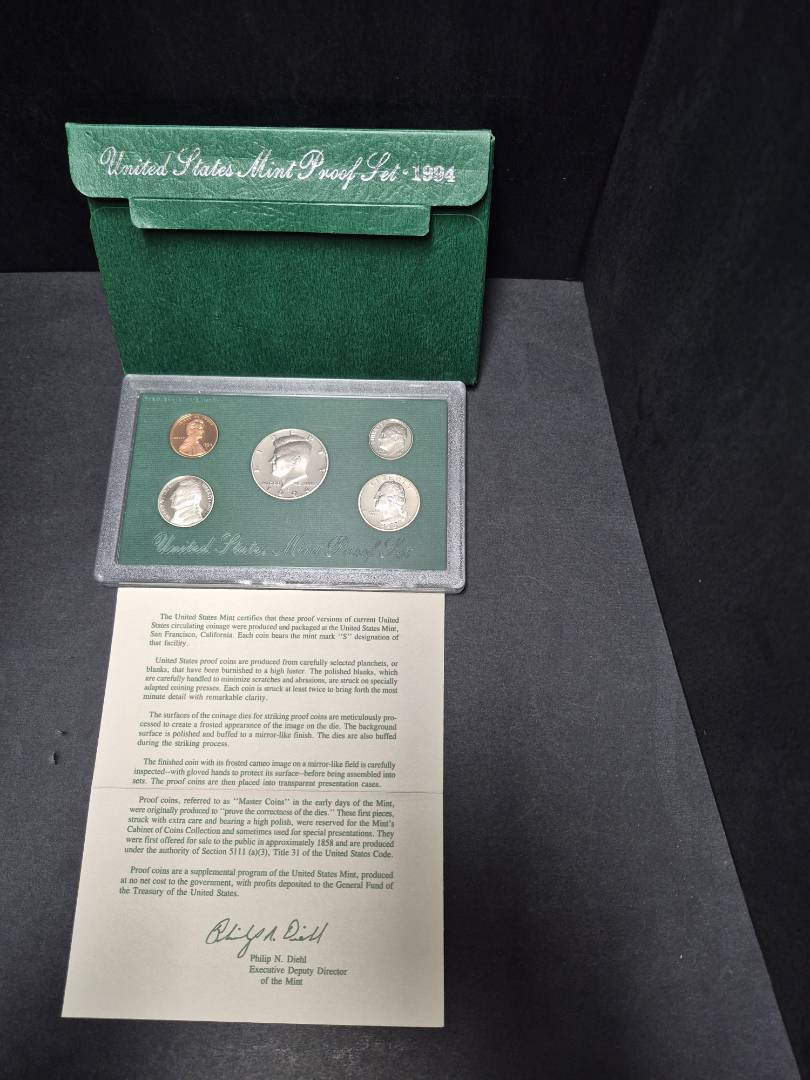 United States Mint Proof Set · 1994
LIBERTY
United States Mint Proof Set
The United States Mint certifies that these proof versions of current United
States circulating coinage were produced and packaged at the United States Mint,
San Francisco, California. Each coin bears the mint mark "S" designation of
that facility.
United States proof coins are produced from carefully selected planchets, or
blanks, that have been burnished to a high luster. The polished blanks, which
are carefully handled to minimize scratches and abrasions, are struck on specially
adapted coining presses. Each coin is struck at least twice to bring forth the most
minute detail with remarkable clarity.
The surfaces of the coinage dies for striking proof coins are meticulously pro-
cessed to create a frosted appearance of the image on the die. The background
surface is polished and buffed to a mirror-like finish. The dies are also buffed
during the striking process.
The finished coin with its frosted cameo image on a mirror-like field is carefully
inspected--with gloved hands to protect its surface--before being assembled into
sets. The proof coins are then placed into transparent presentation cases.
Proof coins, referred to as "Master Coins" in the early days of the Mint,
were originally produced to "prove the correctness of the dies." These first pieces,
struck with extra care and bearing a high polish, were reserved for the Mint's
Cabinet of Coins Collection and sometimes used for special presentations. They
were first offered for sale to the public in approximately 1858 and are produced
under the authority of Section 5111 (a)(3), Title 31 of the United States Code.
Proof coins are a supplemental program of the United States Mint, produced
at no net cost to the government, with profits deposited to the General Fund of
the Treasury of the United States.
Philip N. Diehl
Philip N. Diehl
Executive Deputy Director
of the Mint